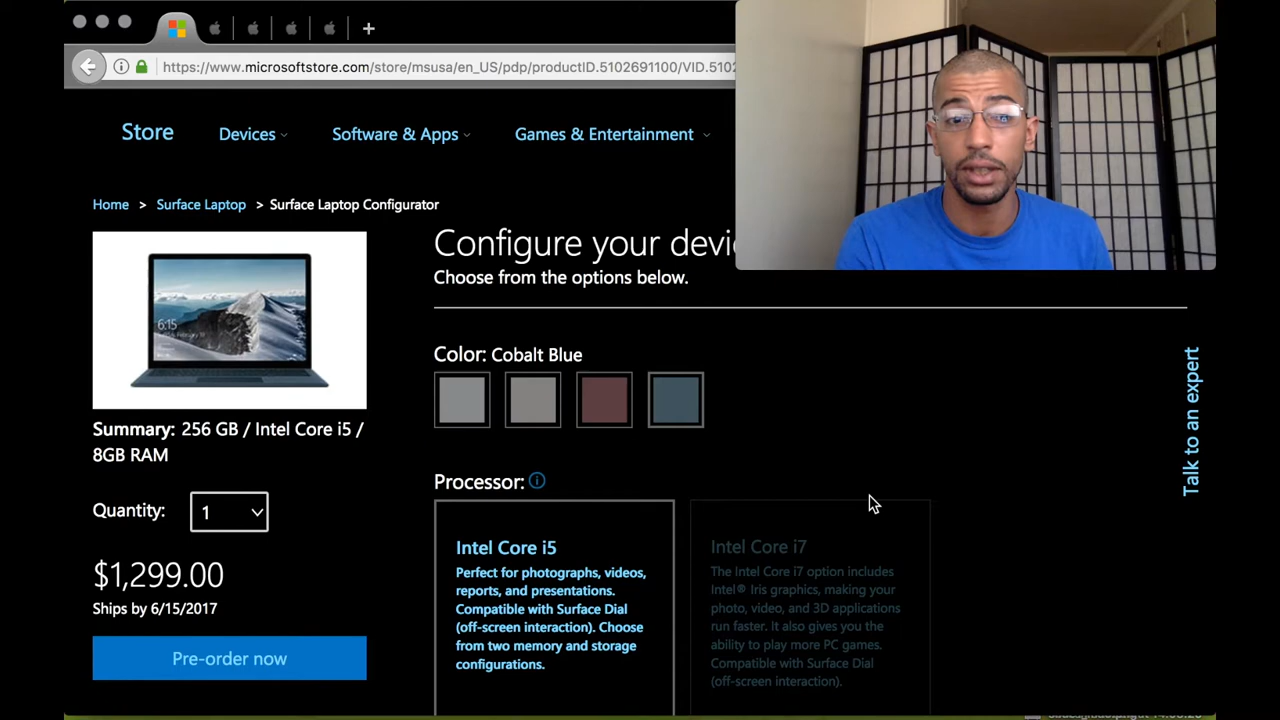 https://www.microsoftstore.com/store/msusa/en_US/pdp/productID.5102691100/VID.5102
Store
Devices
Software & Apps
Games & Entertainment
Home > Surface Laptop > Surface Laptop Configurator
Configure your
Choose from the options below.
6:15
Color: Cobalt Blue
Talk to an expert
Summary: 256 GB / Intel Core i5 /
8GB RAM
Quantity: 1
$1,299.00
Ships by 6/15/2017
Pre-order now
Processor:
Intel Core i5
Perfect for photographs, videos,
reports, and presentations.
Compatible with Surface Dial
(off-screen interaction). Choose
from two memory and storage
configurations.
Intel Core i7
The Intel Core i7 option includes
Intel® Iris graphics, making your
photo, video, and 3D applications
run faster. It also gives you the
ability to play more PC games.
Compatible with Surface Dial
(off-screen interaction).